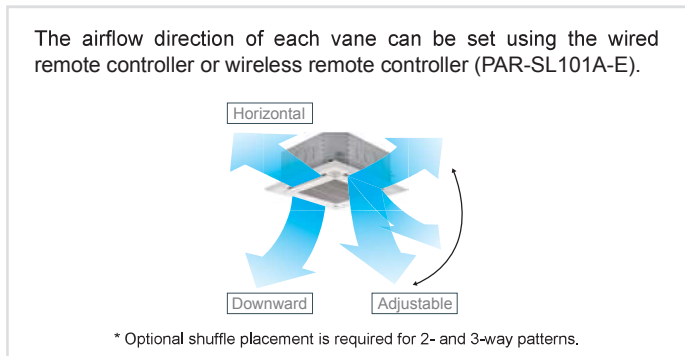 The airflow direction of each vane can be set using the wired
remote controller or wireless remote controller (PAR-SL101A-E).
Horizontal
Downward
Adjustable
* Optional shuffle placement is required for 2- and 3-way patterns.